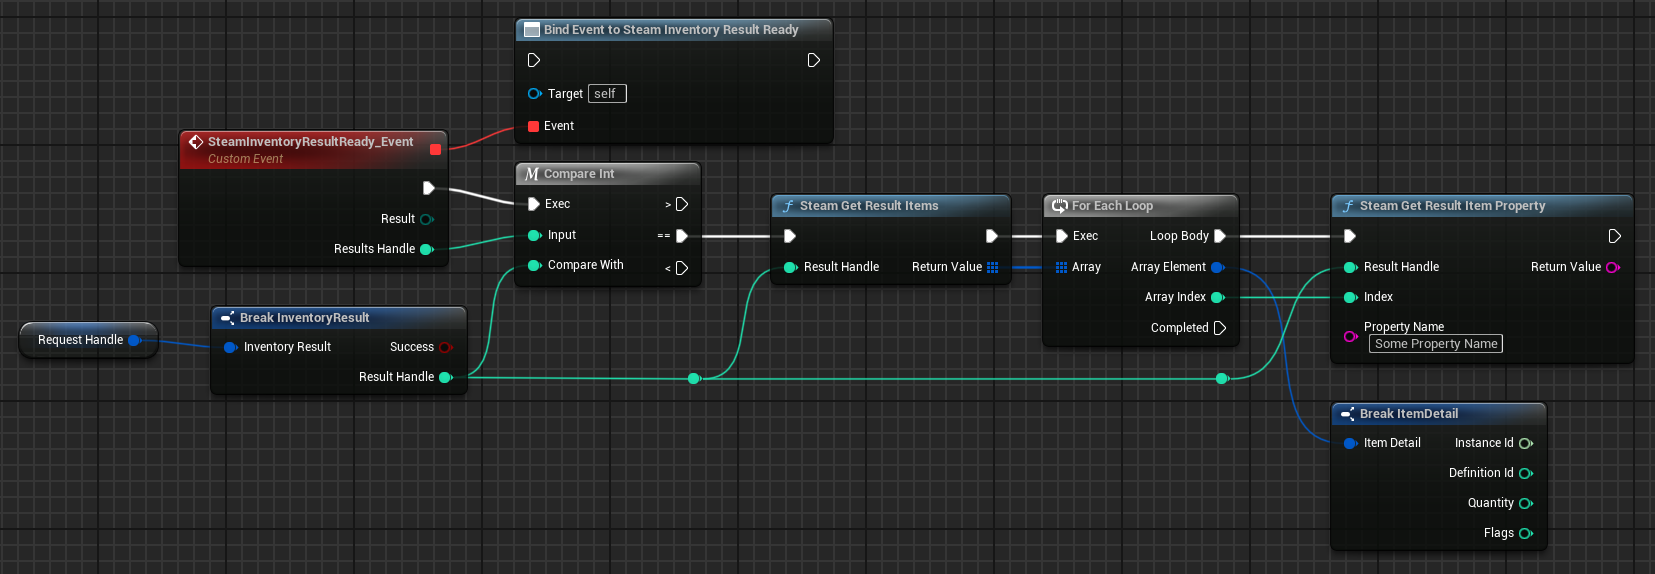 Bind Event to Steam Inventory Result Ready
Target self
Event
SteamInventoryResultReady_Event
Custom Event
Result
Results Handle
M Compare Int
Exec >
Input ==
Compare With <
f Steam Get Result Items
Result Handle Return Value
For Each Loop
Exec Loop Body
Array Array Element
Array Index
Completed
f Steam Get Result Item Property
Result Handle Return Value
Index
Property Name
Some Property Name
Request Handle
Break InventoryResult
Inventory Result Success
Result Handle
Break ItemDetail
Item Detail Instance Id
Definition Id
Quantity
Flags